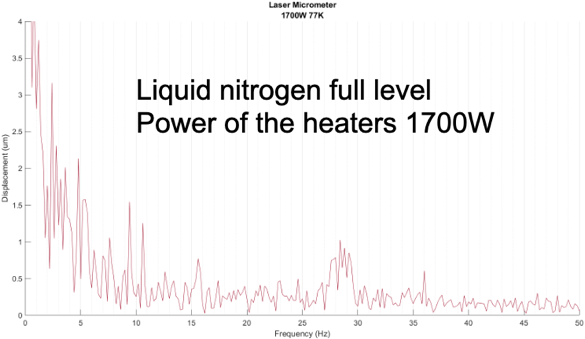 Laser Micrometer
1700W 77K
Liquid nitrogen full level
Power of the heaters 1700W
Displacement (um)
4
3.5
3
2.5
2
1.5
1
0.5
0
0 5 10 15 20 25 30 35 40 45 50
Frequency (Hz)